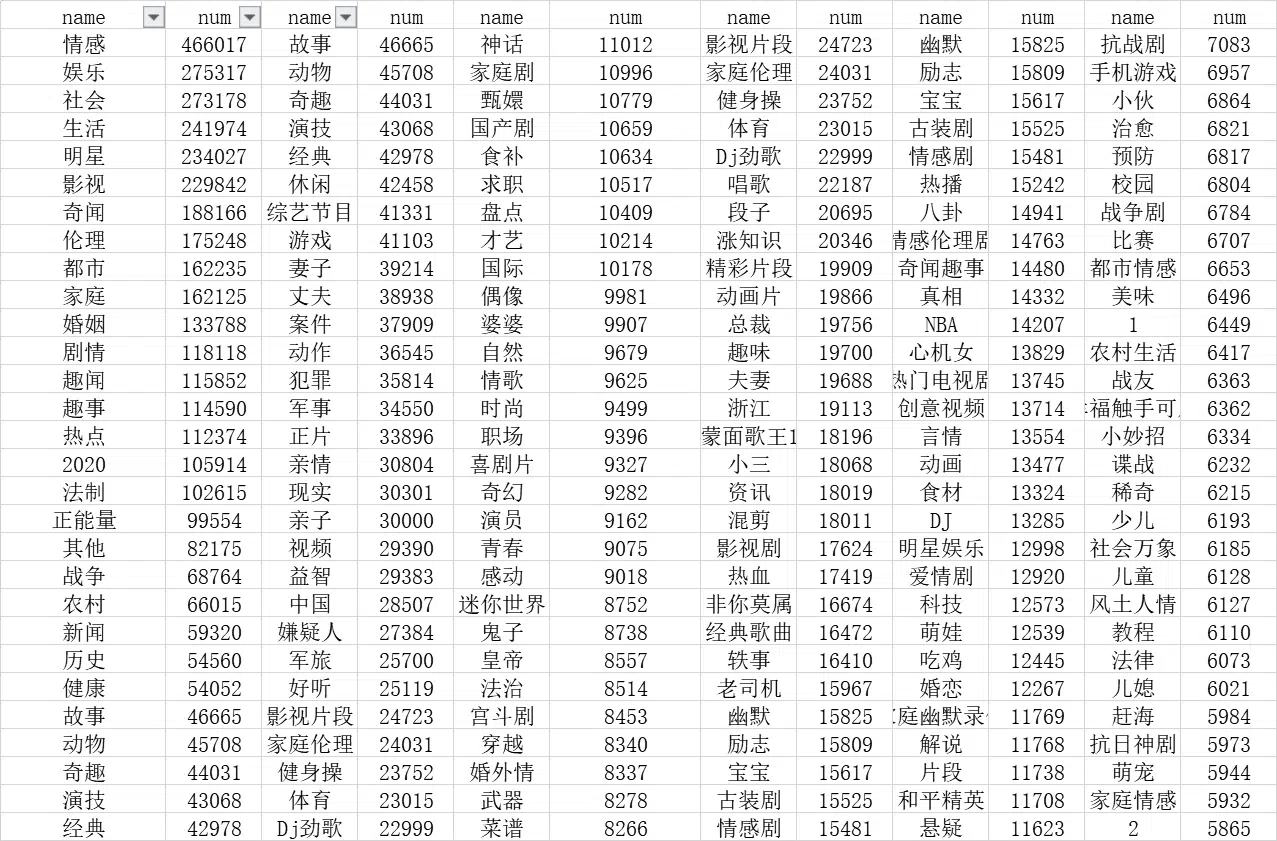 name num name num name num name num name num name num
情感 466017 故事 46665 神话 11012 影视片段 24723 幽默 15825 抗战剧 7083
娱乐 275317 动物 45708 家庭剧 10996 家庭伦理 24031 励志 15809 手机游戏 6957
社会 273178 奇趣 44031 甄嬛 10779 健身操 23752 宝宝 15617 小伙 6864
生活 241974 演技 43068 国产剧 10659 体育 23015 古装剧 15525 治愈 6821
明星 234027 经典 42978 食补 10634 Dj劲歌 22999 情感剧 15481 预防 6817
影视 229842 休闲 42458 求职 10517 唱歌 22187 热播 15242 校园 6804
奇闻 188166 综艺节目 41331 盘点 10409 段子 20695 八卦 14941 战争剧 6784
伦理 175248 游戏 41103 才艺 10214 涨知识 20346 情感伦理剧 14763 比赛 6707
都市 162235 妻子 39214 国际 10178 精彩片段 19909 奇闻趣事 14480 都市情感 6653
家庭 162125 丈夫 38938 偶像 9981 动画片 19866 真相 14332 美味 6496
婚姻 133788 案件 37909 婆婆 9907 总裁 19756 NBA 14207 1 6449
剧情 118118 动作 36545 自然 9679 趣味 19700 心机女 13829 农村生活 6417
趣闻 115852 犯罪 35814 情歌 9625 夫妻 19688 热门电视剧 13745 战友 6363
趣事 114590 军事 34550 时尚 9499 浙江 19113 创意视频 13714 福触手可 6362
热点 112374 正片 33896 职场 9396 蒙面歌王1 18196 言情 13554 小妙招 6334
2020 105914 亲情 30804 喜剧片 9327 小三 18068 动画 13477 谍战 6232
法制 102615 现实 30301 奇幻 9282 资讯 18019 食材 13324 稀奇 6215
正能量 99554 亲子 30000 演员 9162 混剪 18011 DJ 13285 少儿 6193
其他 82175 视频 29390 青春 9075 影视剧 17624 明星娱乐 12998 社会万象 6185
战争 68764 益智 29383 感动 9018 热血 17419 爱情剧 12920 儿童 6128
农村 66015 中国 28507 迷你世界 8752 非你莫属 16674 科技 12573 风土人情 6127
新闻 59320 嫌疑人 27384 鬼子 8738 经典歌曲 16472 萌娃 12539 教程 6110
历史 54560 军旅 25700 皇帝 8557 轶事 16410 吃鸡 12445 法律 6073
健康 54052 好听 25119 法治 8514 老司机 15967 婚恋 12267 儿媳 6021
故事 46665 影视片段 24723 宫斗剧 8453 幽默 15825 庭幽默录 11769 赶海 5984
动物 45708 家庭伦理 24031 穿越 8340 励志 15809 解说 11768 抗日神剧 5973
奇趣 44031 健身操 23752 婚外情 8337 宝宝 15617 片段 11738 萌宠 5944
演技 43068 体育 23015 武器 8278 古装剧 15525 和平精英 11708 家庭情感 5932
经典 42978 Dj劲歌 22999 菜谱 8266 情感剧 15481 悬疑 11623 2 5865